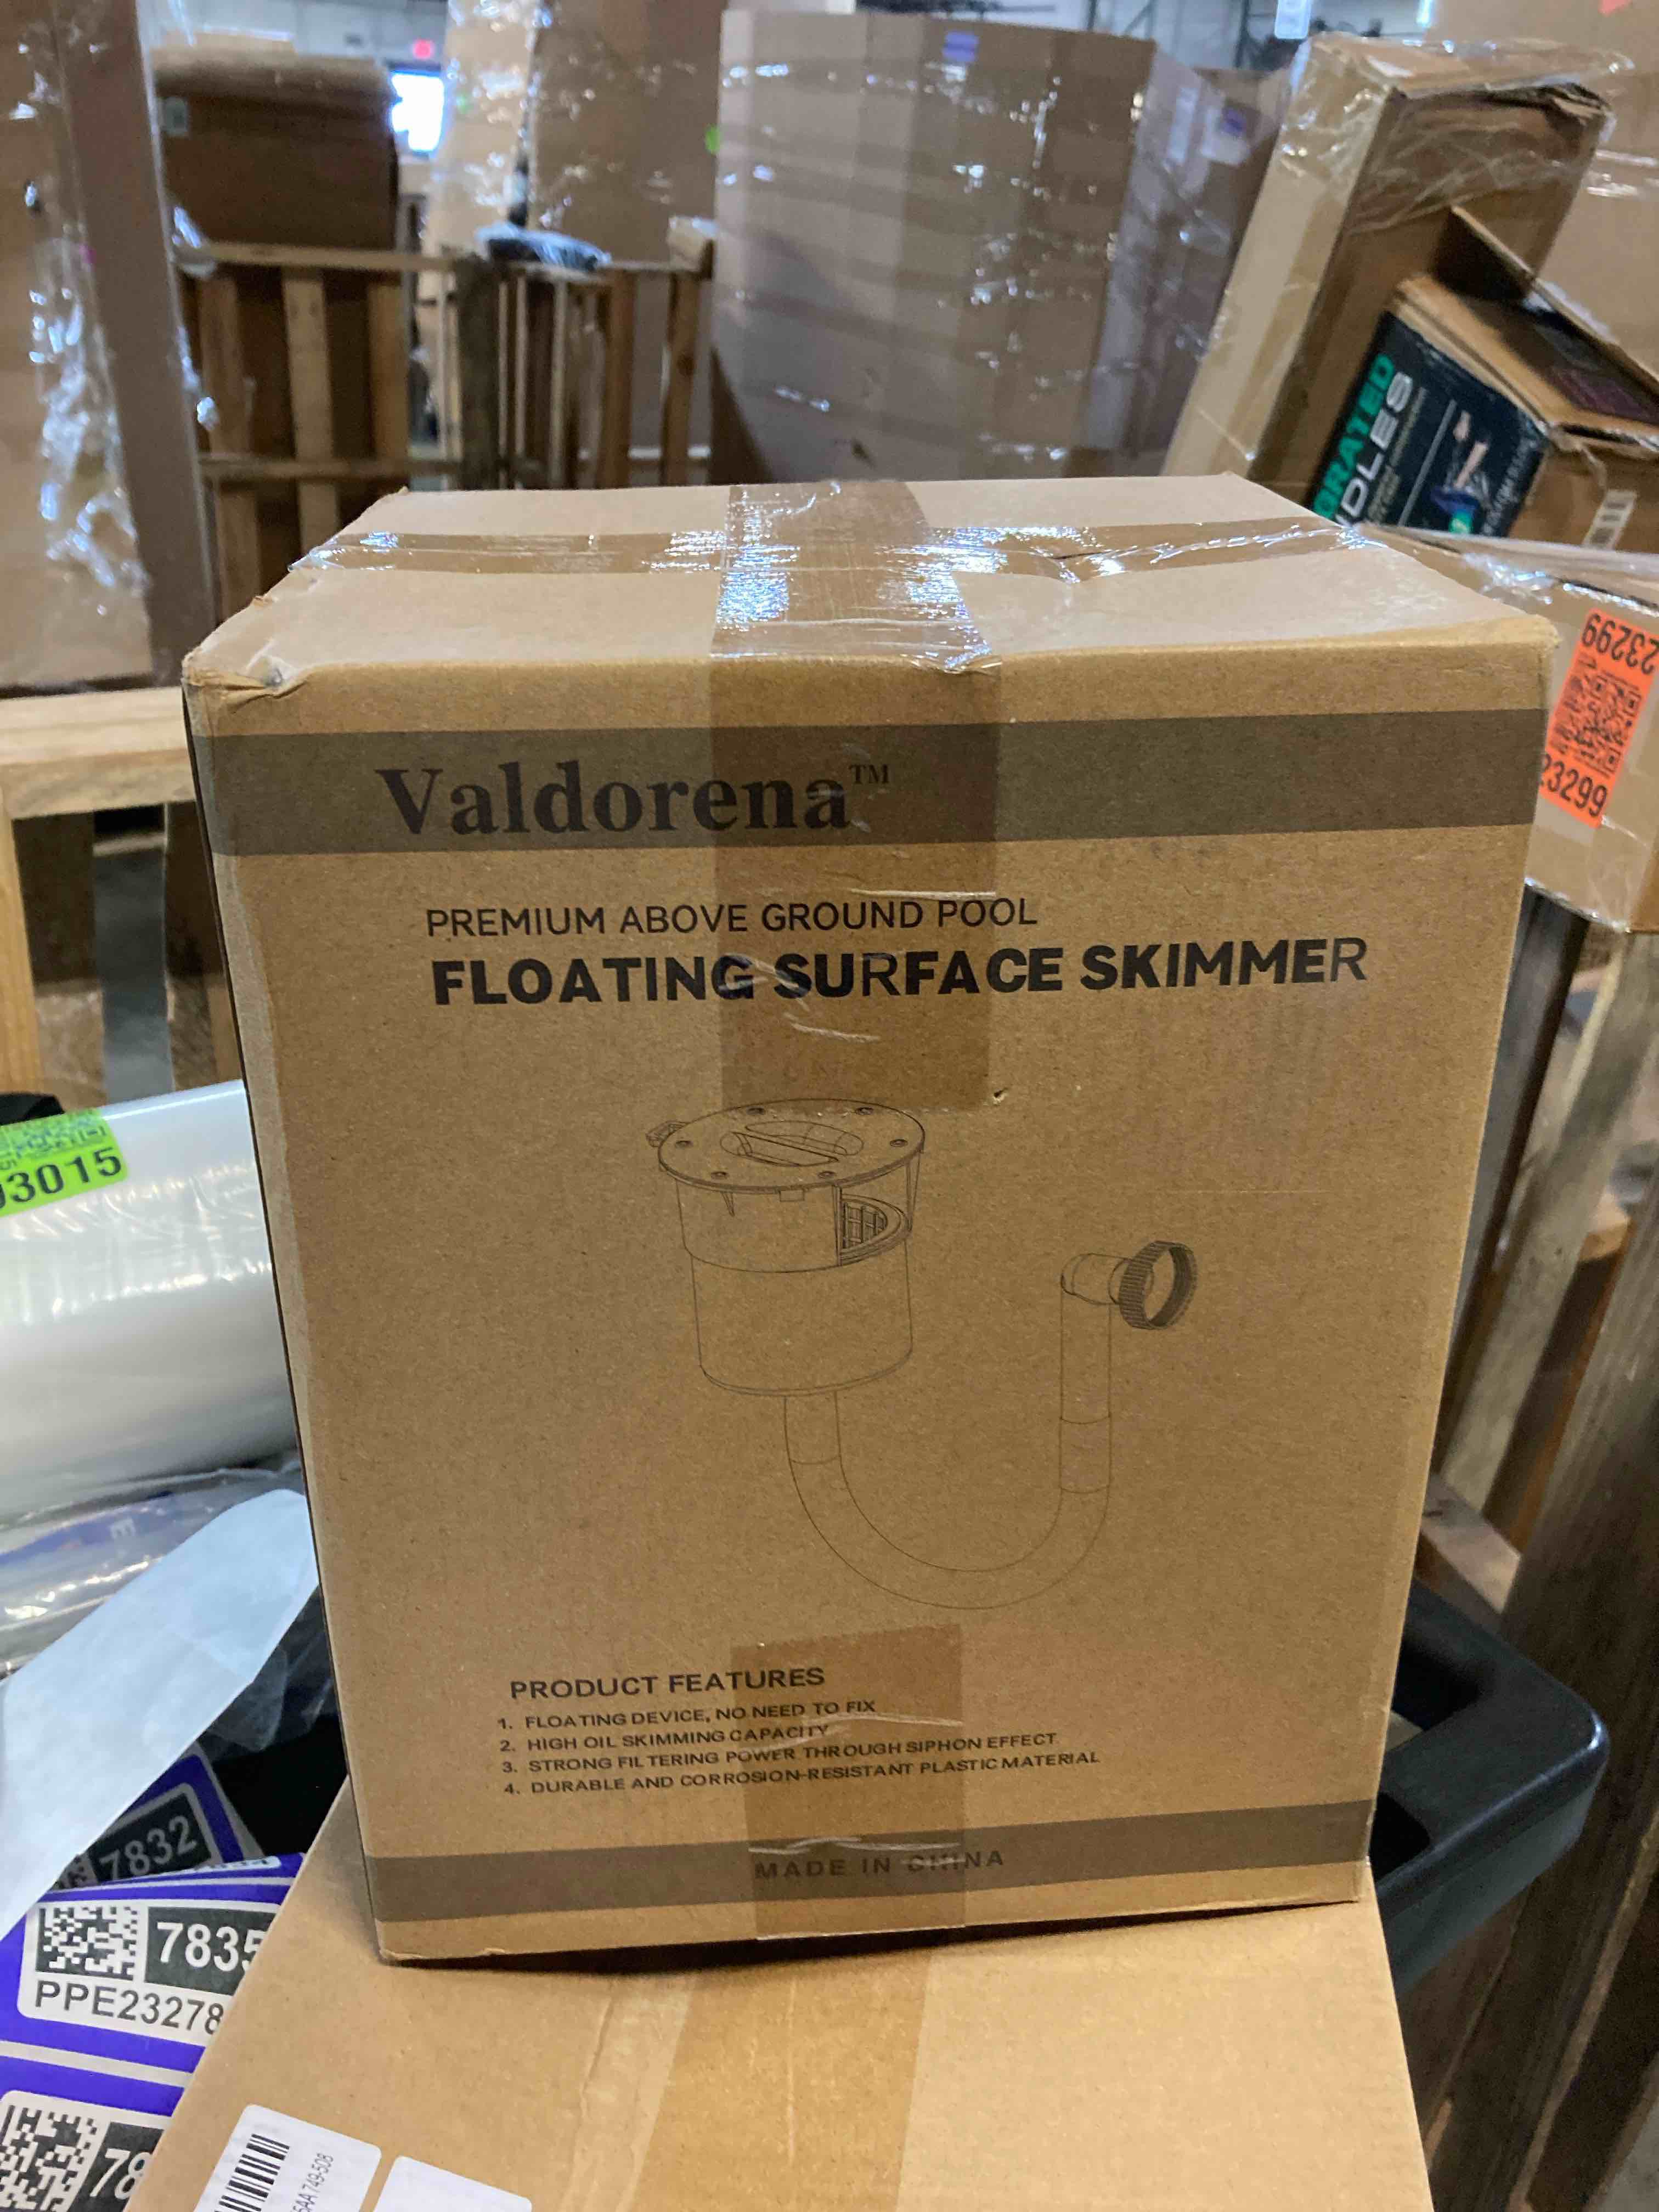 Valdorena™
PREMIUM ABOVE GROUND POOL
FLOATING SURFACE SKIMMER
PRODUCT FEATURES
1. FLOATING DEVICE, NO NEED TO FIX
2. HIGH OIL SKIMMING CAPACITY
3. STRONG FILTERING POWER THROUGH SIPHON EFFECT
4. DURABLE AND CORROSION-RESISTANT PLASTIC MATERIAL
MADE IN CHINA
23299
23299
3015
7832
7835
PPE23278
78